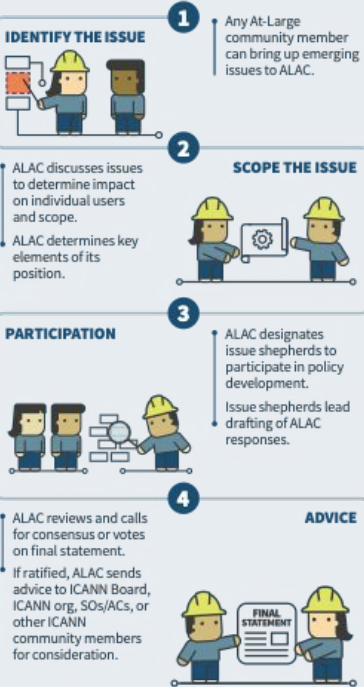 1
IDENTIFY THE ISSUE
Any At-Large
community member
can bring up emerging
issues to ALAC.
2
SCOPE THE ISSUE
ALAC discusses issues
to determine impact
on individual users
and scope.
ALAC determines key
elements of its
position.
3
PARTICIPATION
ALAC designates
issue shepherds to
participate in policy
development.
Issue shepherds lead
drafting of ALAC
responses.
4
ADVICE
ALAC reviews and calls
for consensus or votes
on final statement.
If ratified, ALAC sends
advice to ICANN Board,
ICANN org, SOs/ACs, or
other ICANN
community members
for consideration.
FINAL
STATEMENT